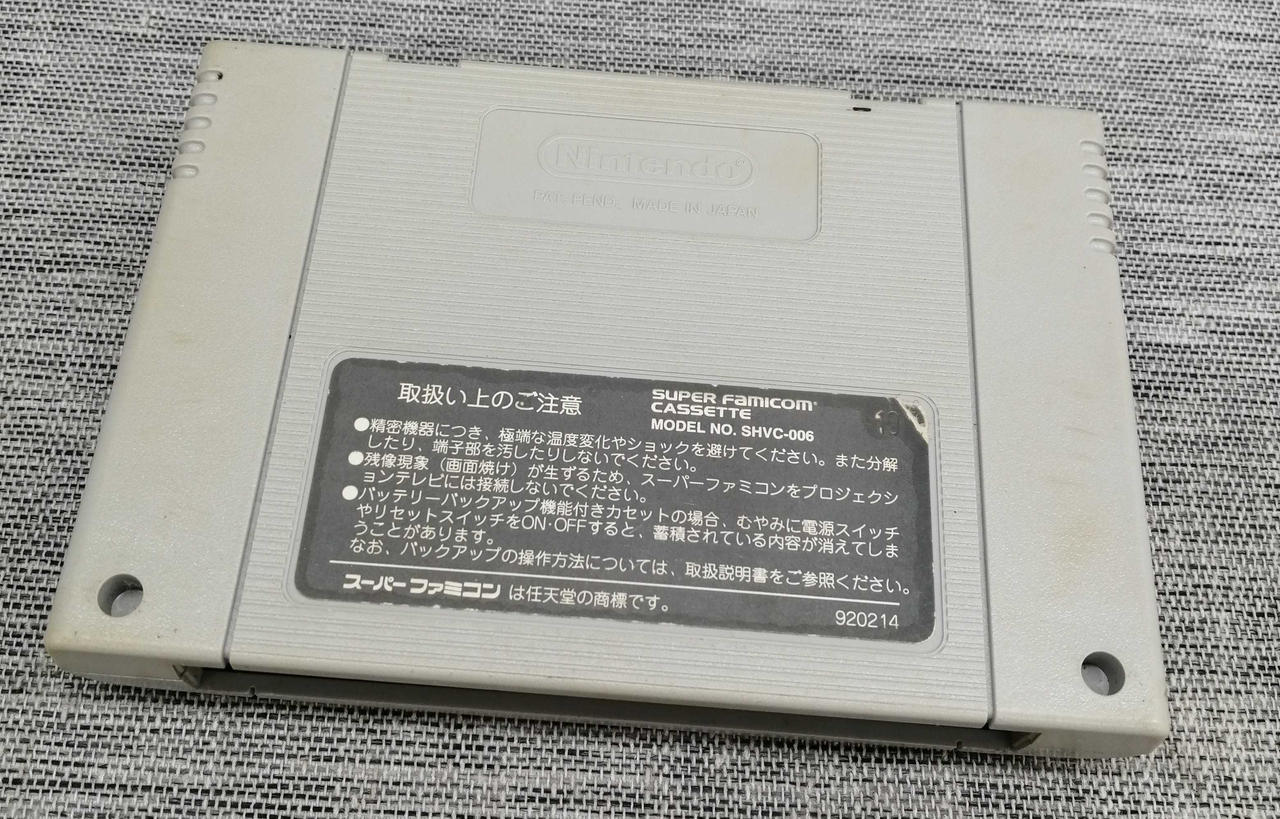 Nintendo®
PAT. PEND. MADE IN JAPAN
取扱い上のご注意
SUPER FAMICOM®
CASSETTE
MODEL NO. SHVC-006
●精密機器につき、極端な温度変化やショックを避けてください。また分解
したり、端子部を汚したりしないでください。
●残像現象（画面焼け）が生ずるため、スーパーファミコンをプロジェクシ
ョンテレビには接続しないでください。
●バッテリーバックアップ機能付きカセットの場合、むやみに電源スイッチ
やリセットスイッチをON·OFFすると、蓄積されている内容が消えてしま
うことがあります。
なお、バックアップの操作方法については、取扱説明書をご参照ください。
スーパーファミコン は任天堂の商標です。
920214